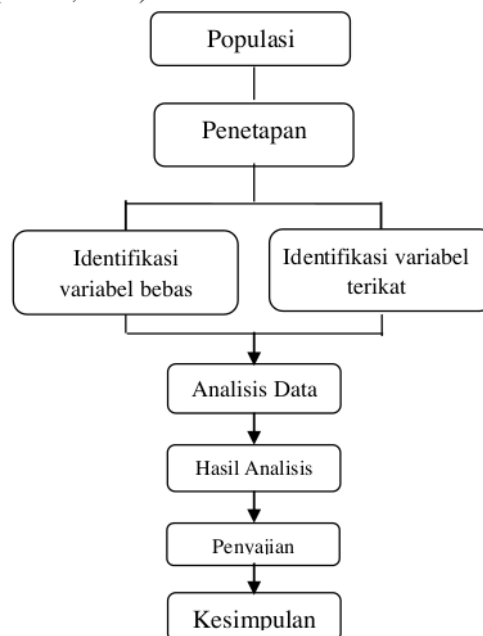 Populasi
Penetapan
Identifikasi
variabel bebas
Identifikasi variabel
terikat
Analisis Data
Hasil Analisis
Penyajian
Kesimpulan